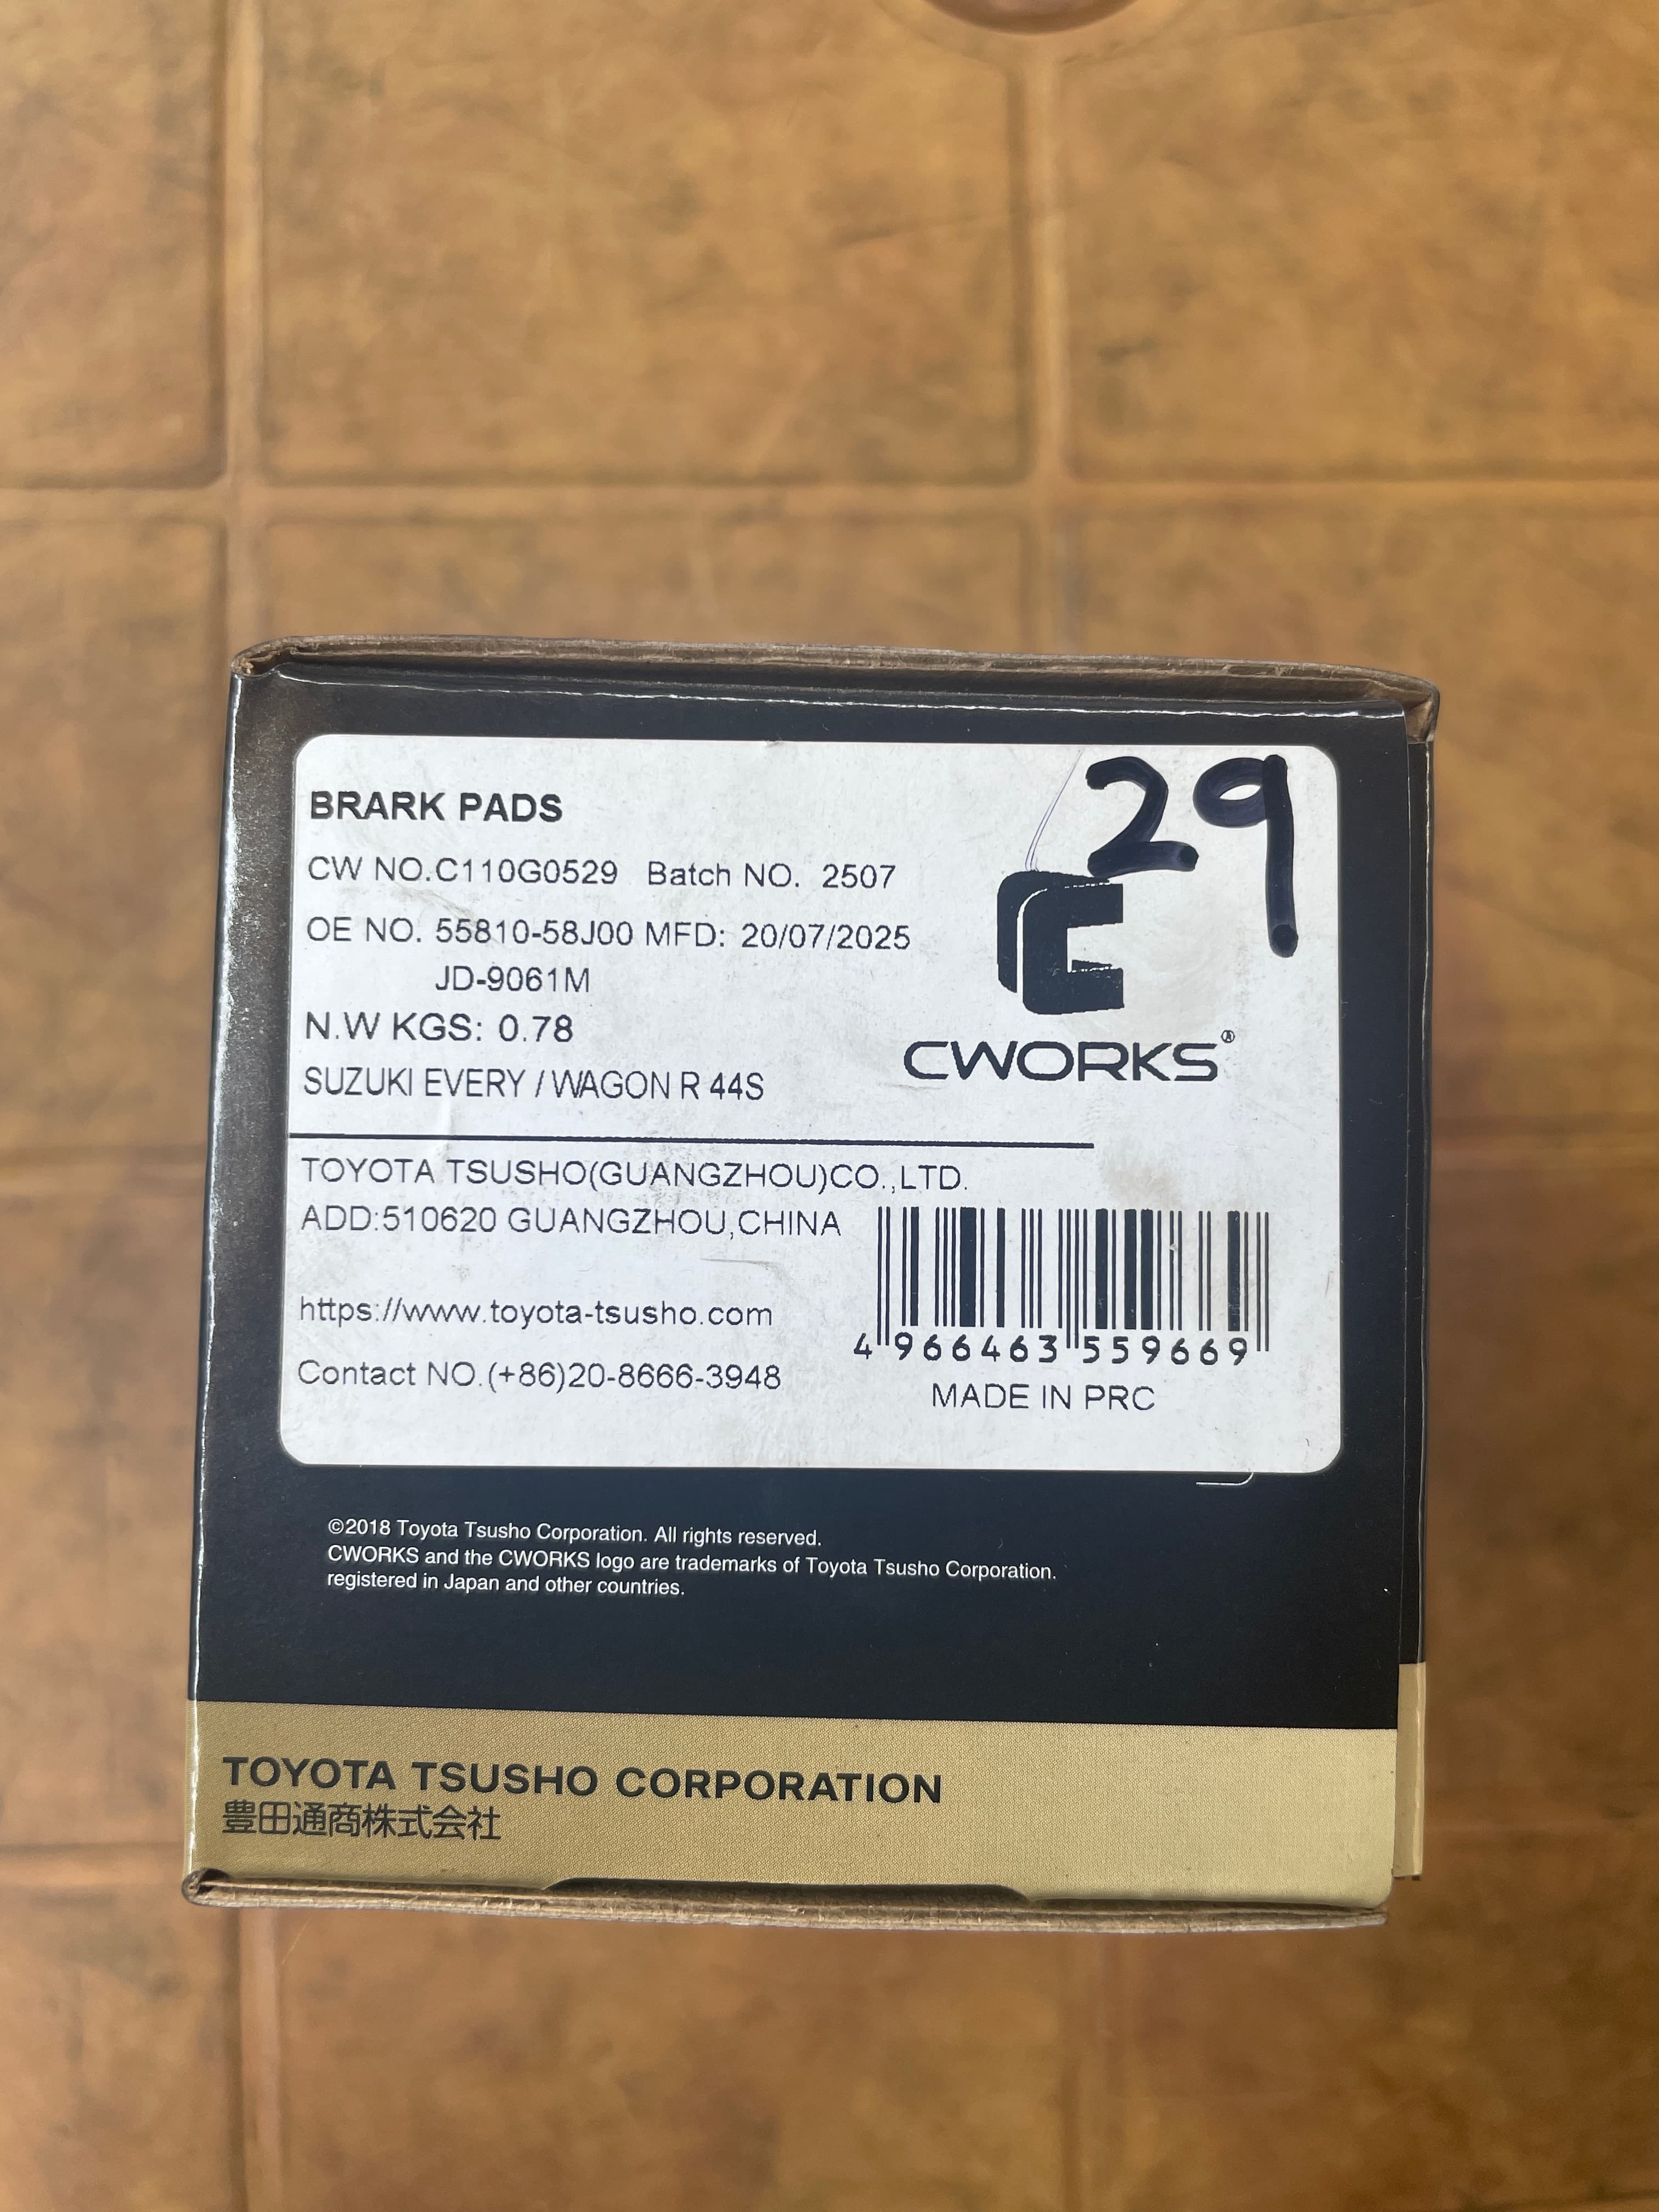 29
BRARK PADS
CW NO.C110G0529 Batch NO. 2507
OE NO. 55810-58J00 MFD: 20/07/2025
JD-9061M
N.W KGS: 0.78
SUZUKI EVERY / WAGON R 44S
CWORKS®
TOYOTA TSUSHO(GUANGZHOU)CO.,LTD.
ADD:510620 GUANGZHOU,CHINA
https://www.toyota-tsusho.com
Contact NO.(+86)20-8666-3948
4 966463 559669
MADE IN PRC
©2018 Toyota Tsusho Corporation. All rights reserved.
CWORKS and the CWORKS logo are trademarks of Toyota Tsusho Corporation.
registered in Japan and other countries.
TOYOTA TSUSHO CORPORATION
豊田通商株式会社